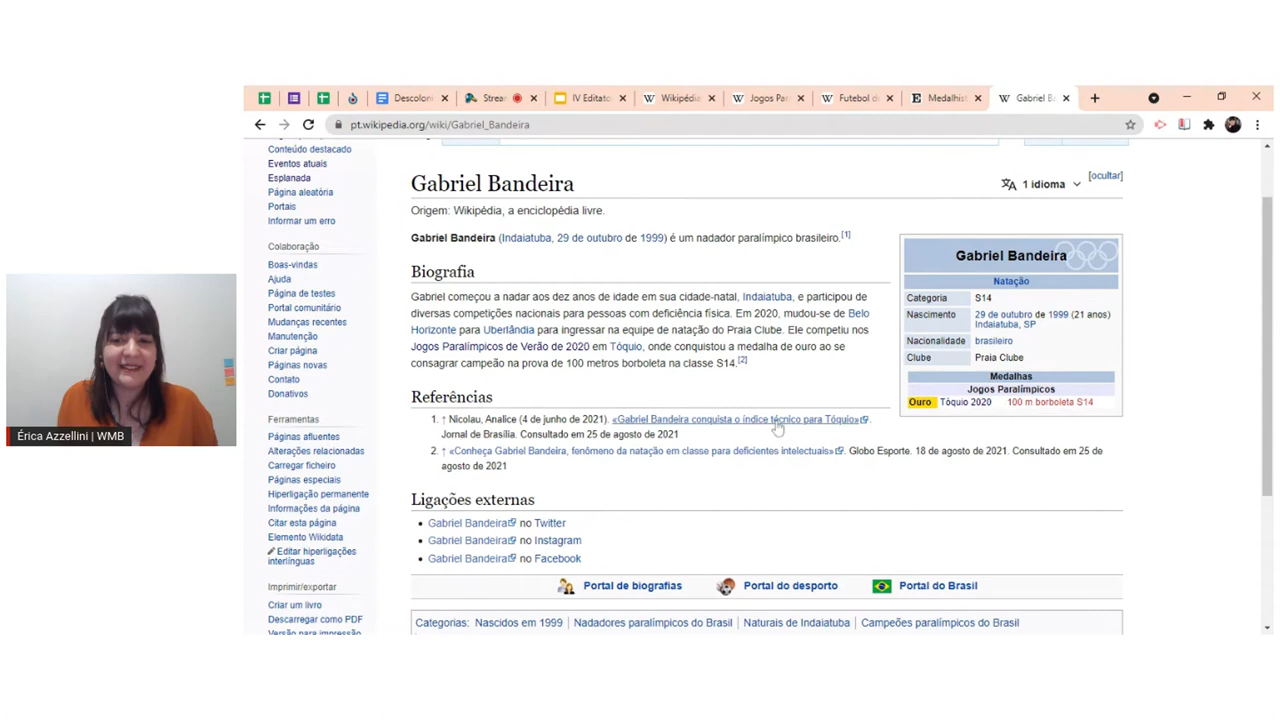 Descoloni
Strea
IV Editato
Wikipédia
Jogos Par
Futebol d
Medalhist
Gabriel Ba
pt.wikipedia.org/wiki/Gabriel_Bandeira
Conteúdo destacado
Eventos atuais
Esplanada
Página aleatória
Portais
Informar um erro
Colaboração
Boas-vindas
Ajuda
Página de testes
Portal comunitário
Mudanças recentes
Manutenção
Criar página
Páginas novas
Contato
Donativos
Ferramentas
Páginas afluentes
Alterações relacionadas
Carregar ficheiro
Páginas especiais
Hiperligação permanente
Informações da página
Citar esta página
Elemento Wikidata
Editar hiperligações
interlínguas
Imprimir/exportar
Criar um livro
Descarregar como PDF
Versão para impressão
Gabriel Bandeira
1 idioma
[ocultar]
Origem: Wikipédia, a enciclopédia livre.
Gabriel Bandeira (Indaiatuba, 29 de outubro de 1999) é um nadador paralímpico brasileiro.[1]
Biografia
Gabriel começou a nadar aos dez anos de idade em sua cidade-natal, Indaiatuba, e participou de
diversas competições nacionais para pessoas com deficiência física. Em 2020, mudou-se de Belo
Horizonte para Uberlândia para ingressar na equipe de natação do Praia Clube. Ele competiu nos
Jogos Paralímpicos de Verão de 2020 em Tóquio, onde conquistou a medalha de ouro ao se
consagrar campeão na prova de 100 metros borboleta na classe S14.[2]
Referências
1. ↑ Nicolau, Analice (4 de junho de 2021). «Gabriel Bandeira conquista o índice técnico para Tóquio».
Jornal de Brasília. Consultado em 25 de agosto de 2021
2. ↑ «Conheça Gabriel Bandeira, fenômeno da natação em classe para deficientes intelectuais». Globo Esporte. 18 de agosto de 2021. Consultado em 25 de
agosto de 2021
Ligações externas
• Gabriel Bandeira no Twitter
• Gabriel Bandeira no Instagram
• Gabriel Bandeira no Facebook
Portal de biografias
Portal do desporto
Portal do Brasil
Categorias: Nascidos em 1999 | Nadadores paralímpicos do Brasil | Naturais de Indaiatuba | Campeões paralímpicos do Brasil
Gabriel Bandeira
Natação
Categoria S14
Nascimento 29 de outubro de 1999 (21 anos)
Indaiatuba, SP
Nacionalidade brasileiro
Clube Praia Clube
Medalhas
Jogos Paralímpicos
Ouro Tóquio 2020 100 m borboleta S14
Érica Azzellini | WMB